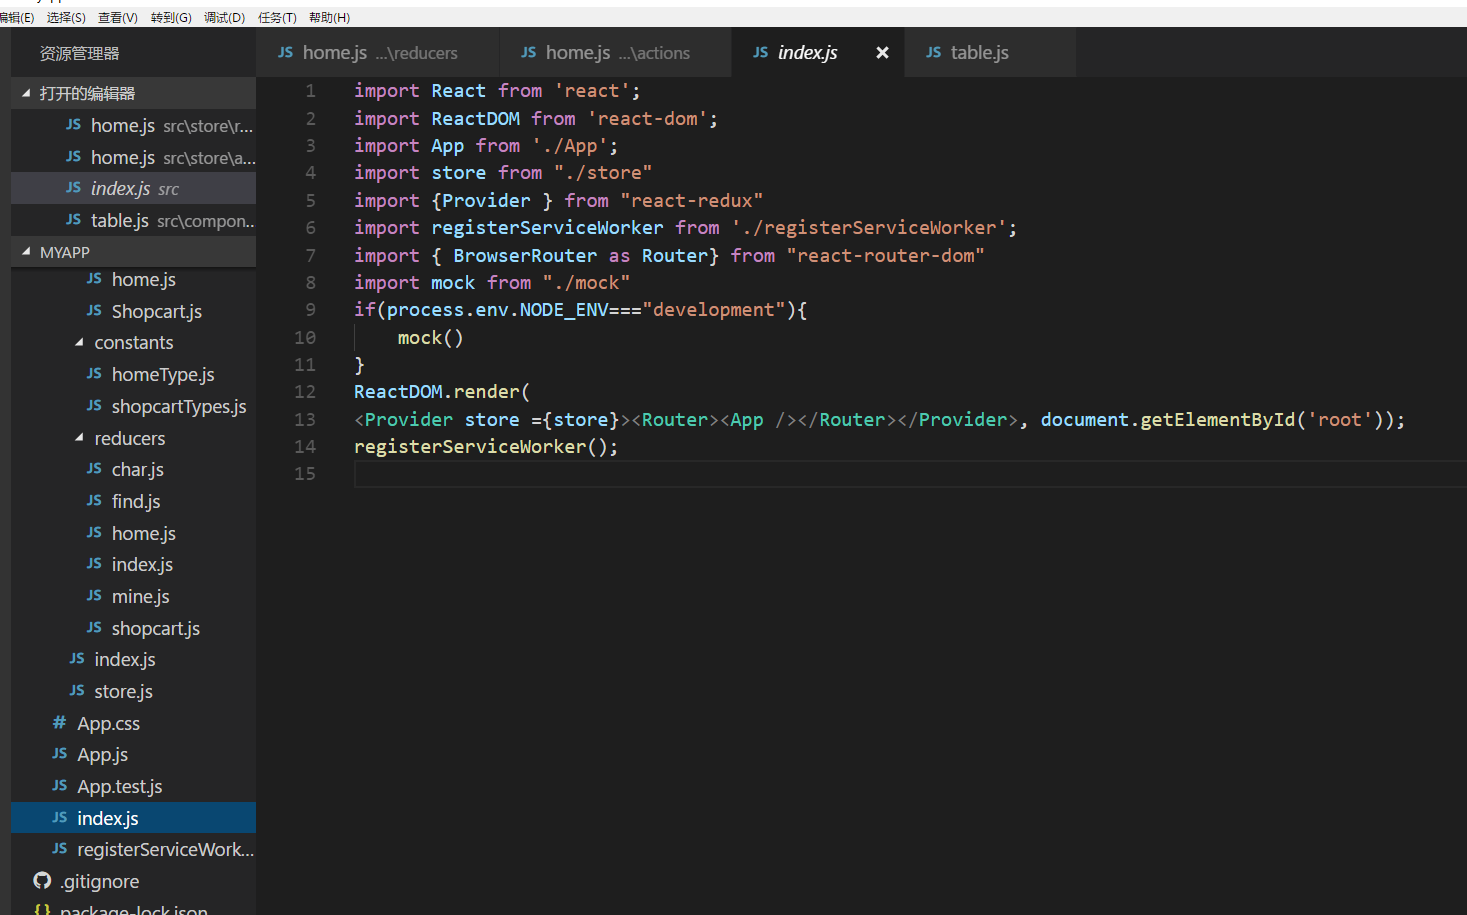 编辑(E) 选择(S) 查看(V) 转到(G) 调试(D) 任务(T) 帮助(H)
资源管理器
JS home.js ...\reducers
JS home.js ...\actions
JS index.js ×
JS table.js
打开的编辑器
JS home.js src\store\r...
JS home.js src\store\a...
JS index.js src
JS table.js src\compon...
MYAPP
JS home.js
JS Shopcart.js
constants
JS homeType.js
JS shopcartTypes.js
reducers
JS char.js
JS find.js
JS home.js
JS index.js
JS mine.js
JS shopcart.js
JS index.js
JS store.js
# App.css
JS App.js
JS App.test.js
JS index.js
JS registerServiceWork...
.gitignore
{} package-lock.json
1 import React from 'react';
2 import ReactDOM from 'react-dom';
3 import App from './App';
4 import store from "./store"
5 import {Provider } from "react-redux"
6 import registerServiceWorker from './registerServiceWorker';
7 import { BrowserRouter as Router} from "react-router-dom"
8 import mock from "./mock"
9 if(process.env.NODE_ENV==="development"){
10     mock()
11 }
12 ReactDOM.render(
13 <Provider store ={store}><Router><App /></Router></Provider>, document.getElementById('root'));
14 registerServiceWorker();
15